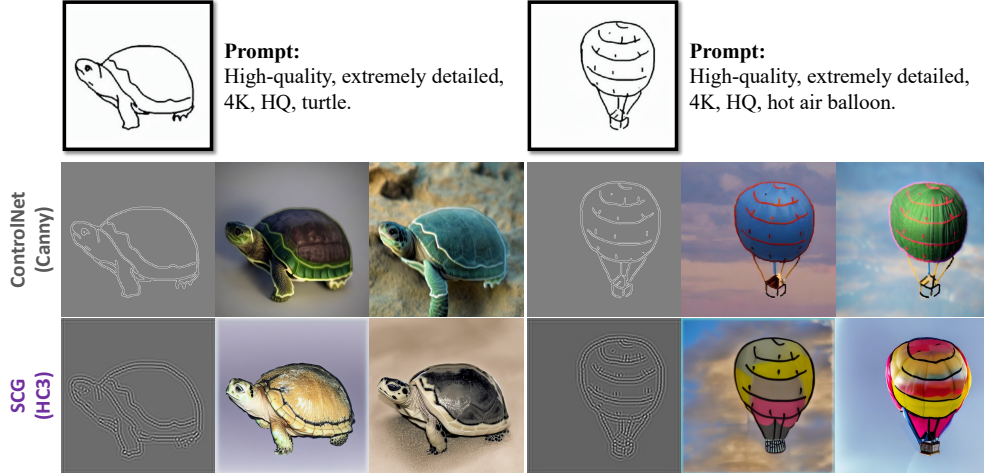 Prompt:
High-quality, extremely detailed,
4K, HQ, turtle.
Prompt:
High-quality, extremely detailed,
4K, HQ, hot air balloon.
ControlNet
(Canny)
SCG
(HC3)